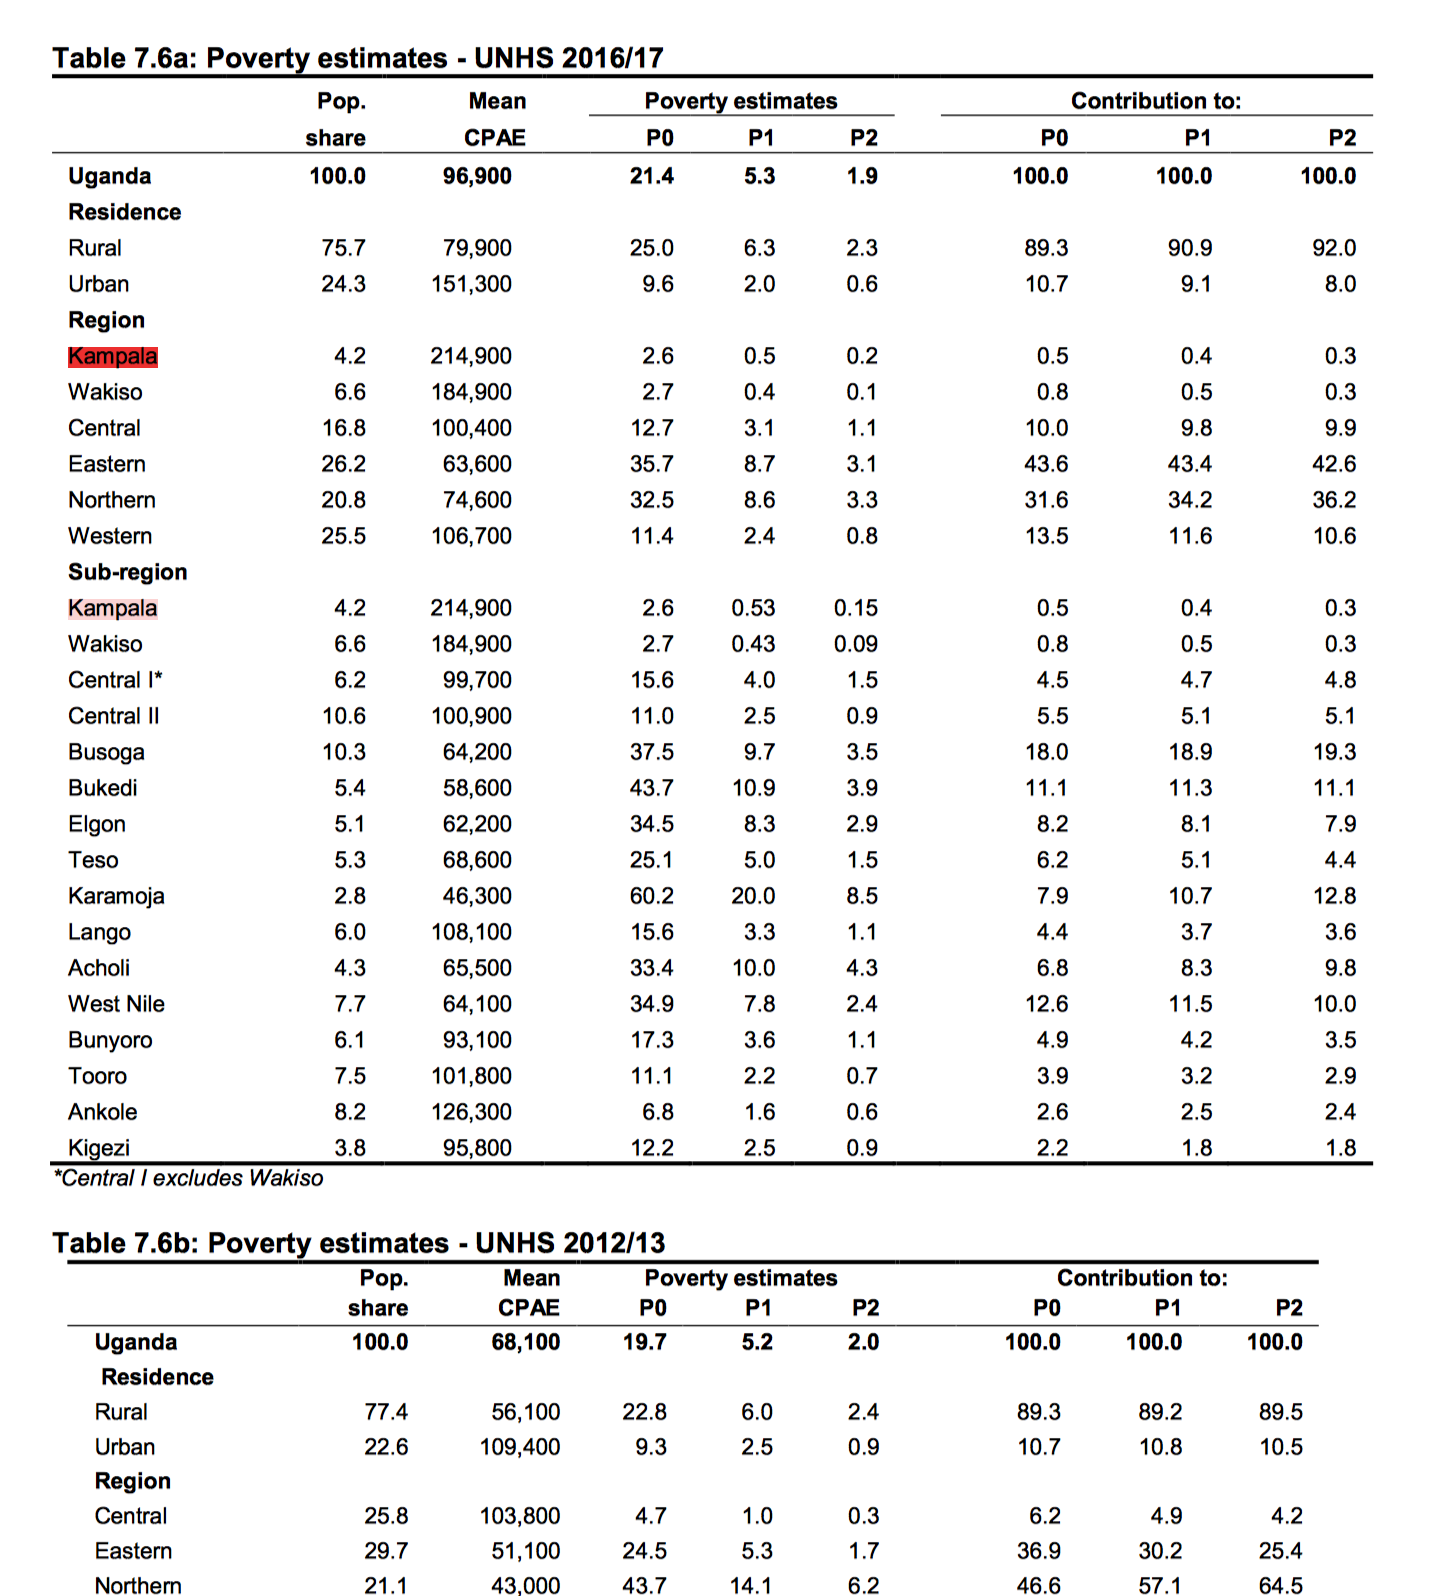 Table 7.6a: Poverty estimates - UNHS 2016/17
Pop. Mean Poverty estimates Contribution to:
share CPAE P0 P1 P2 P0 P1 P2
Uganda 100.0 96,900 21.4 5.3 1.9 100.0 100.0 100.0
Residence
Rural 75.7 79,900 25.0 6.3 2.3 89.3 90.9 92.0
Urban 24.3 151,300 9.6 2.0 0.6 10.7 9.1 8.0
Region
Kampala 4.2 214,900 2.6 0.5 0.2 0.5 0.4 0.3
Wakiso 6.6 184,900 2.7 0.4 0.1 0.8 0.5 0.3
Central 16.8 100,400 12.7 3.1 1.1 10.0 9.8 9.9
Eastern 26.2 63,600 35.7 8.7 3.1 43.6 43.4 42.6
Northern 20.8 74,600 32.5 8.6 3.3 31.6 34.2 36.2
Western 25.5 106,700 11.4 2.4 0.8 13.5 11.6 10.6
Sub-region
Kampala 4.2 214,900 2.6 0.53 0.15 0.5 0.4 0.3
Wakiso 6.6 184,900 2.7 0.43 0.09 0.8 0.5 0.3
Central I* 6.2 99,700 15.6 4.0 1.5 4.5 4.7 4.8
Central II 10.6 100,900 11.0 2.5 0.9 5.5 5.1 5.1
Busoga 10.3 64,200 37.5 9.7 3.5 18.0 18.9 19.3
Bukedi 5.4 58,600 43.7 10.9 3.9 11.1 11.3 11.1
Elgon 5.1 62,200 34.5 8.3 2.9 8.2 8.1 7.9
Teso 5.3 68,600 25.1 5.0 1.5 6.2 5.1 4.4
Karamoja 2.8 46,300 60.2 20.0 8.5 7.9 10.7 12.8
Lango 6.0 108,100 15.6 3.3 1.1 4.4 3.7 3.6
Acholi 4.3 65,500 33.4 10.0 4.3 6.8 8.3 9.8
West Nile 7.7 64,100 34.9 7.8 2.4 12.6 11.5 10.0
Bunyoro 6.1 93,100 17.3 3.6 1.1 4.9 4.2 3.5
Tooro 7.5 101,800 11.1 2.2 0.7 3.9 3.2 2.9
Ankole 8.2 126,300 6.8 1.6 0.6 2.6 2.5 2.4
Kigezi 3.8 95,800 12.2 2.5 0.9 2.2 1.8 1.8
*Central I excludes Wakiso
Table 7.6b: Poverty estimates - UNHS 2012/13
Pop. Mean Poverty estimates Contribution to:
share CPAE P0 P1 P2 P0 P1 P2
Uganda 100.0 68,100 19.7 5.2 2.0 100.0 100.0 100.0
Residence
Rural 77.4 56,100 22.8 6.0 2.4 89.3 89.2 89.5
Urban 22.6 109,400 9.3 2.5 0.9 10.7 10.8 10.5
Region
Central 25.8 103,800 4.7 1.0 0.3 6.2 4.9 4.2
Eastern 29.7 51,100 24.5 5.3 1.7 36.9 30.2 25.4
Northern 21.1 43,000 43.7 14.1 6.2 46.6 57.1 64.5